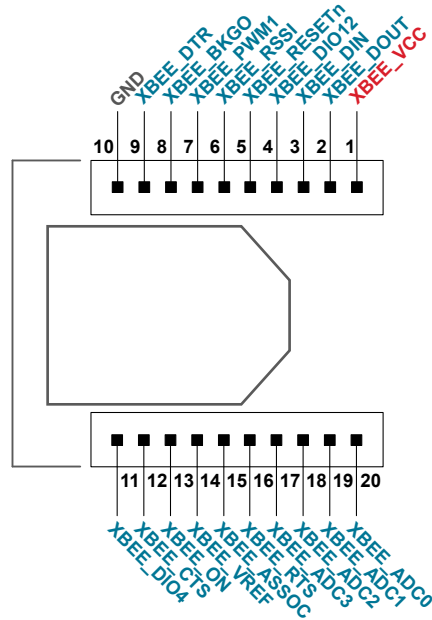 GND
XBEE_DTR
XBEE_BKGO
XBEE_PWM1
XBEE_RSSI
XBEE_RESETn
XBEE_DIO12
XBEE_DIN
XBEE_DOUT
XBEE_VCC
10 9 8 7 6 5 4 3 2 1
11 12 13 14 15 16 17 18 19 20
XBEE_DIO4
XBEE_CTS
XBEE_ON
XBEE_VREF
XBEE_ASSOC
XBEE_RTS
XBEE_ADC3
XBEE_ADC2
XBEE_ADC1
XBEE_ADC0